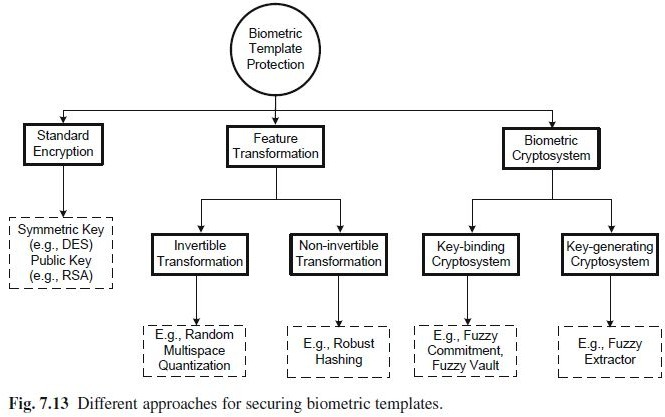 Biometric
Template
Protection
Standard
Encryption
Feature
Transformation
Biometric
Cryptosystem
Symmetric Key
(e.g., DES)
Public Key
(e.g., RSA)
Invertible
Transformation
Non-invertible
Transformation
Key-binding
Cryptosystem
Key-generating
Cryptosystem
E.g., Random
Multispace
Quantization
E.g., Robust
Hashing
E.g., Fuzzy
Commitment,
Fuzzy Vault
E.g., Fuzzy
Extractor
Fig. 7.13 Different approaches for securing biometric templates.